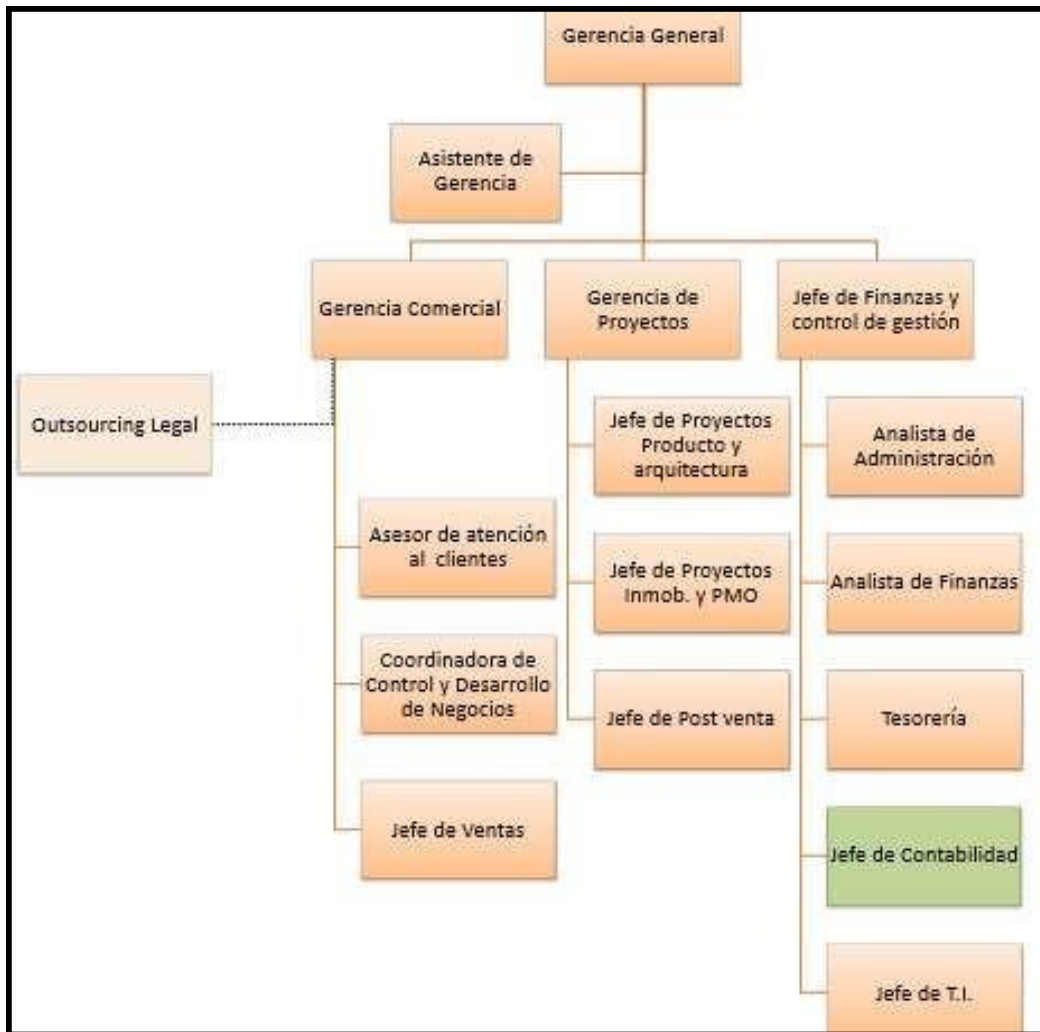 Gerencia General
Asistente de
Gerencia
Gerencia Comercial
Gerencia de
Proyectos
Jefe de Finanzas y
control de gestión
Outsourcing Legal
Asesor de atención
al clientes
Coordinadora de
Control y Desarrollo
de Negocios
Jefe de Ventas
Jefe de Proyectos
Producto y
arquitectura
Jefe de Proyectos
Inmob. y PMO
Jefe de Post venta
Analista de
Administración
Analista de Finanzas
Tesorería
Jefe de Contabilidad
Jefe de T.I.